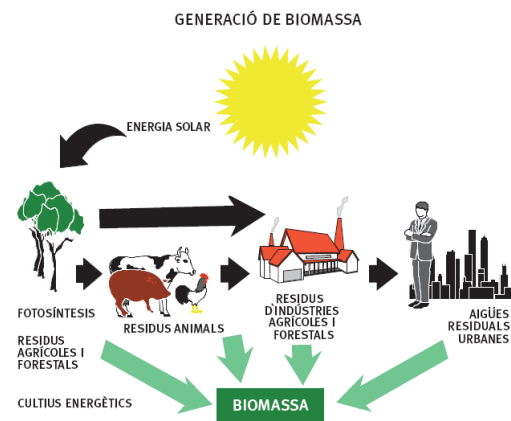 GENERACIÓ DE BIOMASSA
ENERGIA SOLAR
FOTOSÍNTESIS
RESIDUS
AGRÍCOLES I
FORESTALS
CULTIUS ENERGÈTICS
RESIDUS ANIMALS
RESIDUS
D'INDÚSTRIES
AGRÍCOLES I
FORESTALS
AIGÜES
RESIDUALS
URBANES
BIOMASSA